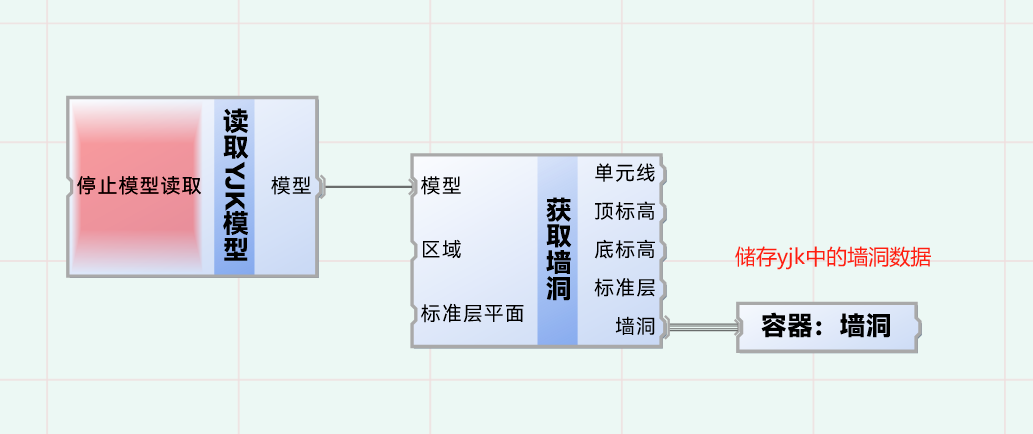 停止模型读取
读取YJK模型
模型
模型
区域
标准层平面
获取墙洞
单元线
顶标高
底标高
标准层
墙洞
储存yjk中的墙洞数据
容器：墙洞